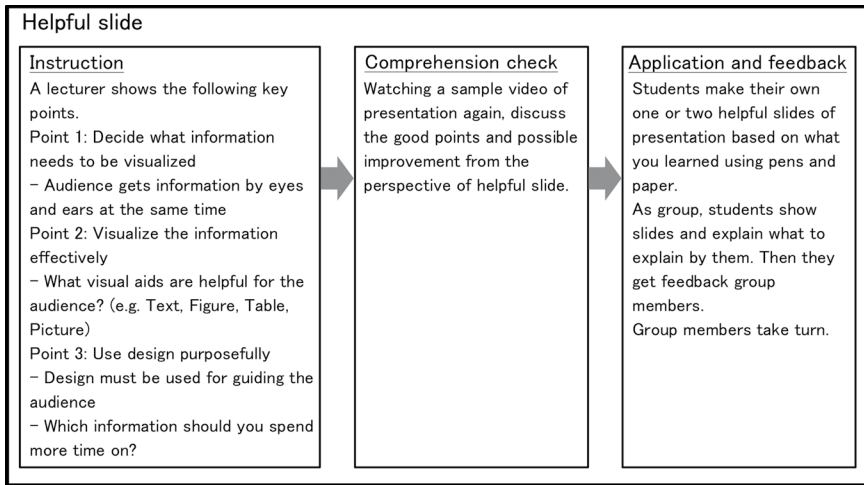 Helpful slide
Instruction
A lecturer shows the following key
points.
Point 1: Decide what information
needs to be visualized
- Audience gets information by eyes
and ears at the same time
Point 2: Visualize the information
effectively
- What visual aids are helpful for the
audience? (e.g. Text, Figure, Table,
Picture)
Point 3: Use design purposefully
- Design must be used for guiding the
audience
- Which information should you spend
more time on?
Comprehension check
Watching a sample video of
presentation again, discuss
the good points and possible
improvement from the
perspective of helpful slide.
Application and feedback
Students make their own
one or two helpful slides of
presentation based on what
you learned using pens and
paper.
As group, students show
slides and explain what to
explain by them. Then they
get feedback group
members.
Group members take turn.